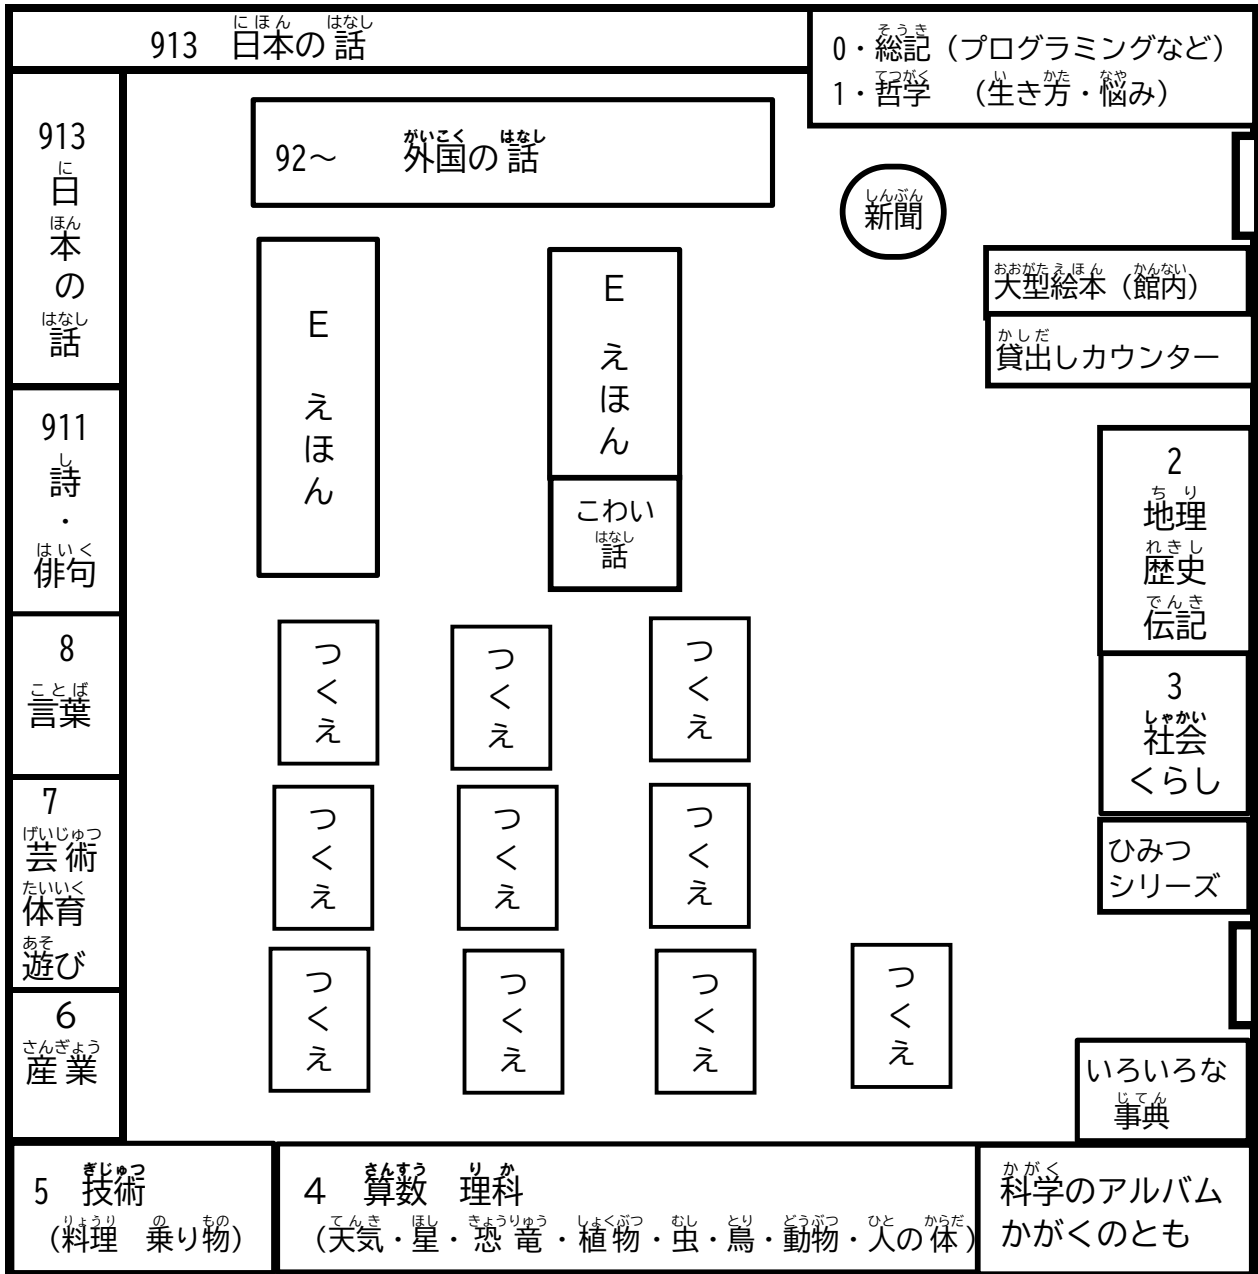 913 日本の話
0・総記（プログラミングなど）
1・哲学　（生き方・悩み）
913
日
本
の
話
92～　外国の話
新聞
大型絵本（館内）
貸出しカウンター
E
え
ほ
ん
E
え
ほ
ん
こわい
話
911
詩
・
俳句
2
地理
歴史
伝記
8
言葉
つくえ
つくえ
つくえ
3
社会
くらし
7
芸術
体育
遊び
つくえ
つくえ
つくえ
ひみつ
シリーズ
6
産業
つくえ
つくえ
つくえ
つくえ
いろいろな
事典
5　技術
（料理　乗り物）
4　算数　理科
（天気・星・恐竜・植物・虫・鳥・動物・人の体）
科学のアルバム
かがくのとも